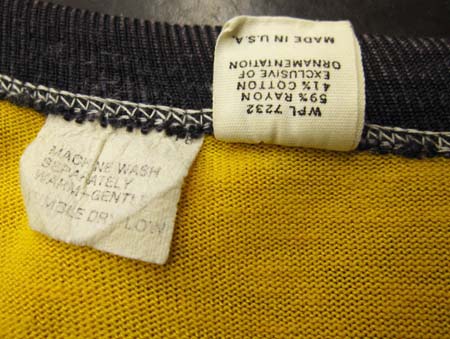 WPL 7232
59% RAYON
41% COTTON
EXCLUSIVE OF
ORNAMENTATION
MADE IN U.S.A
MACHINE WASH
SEPARATELY
WARM-GENTLE
DRY LOW